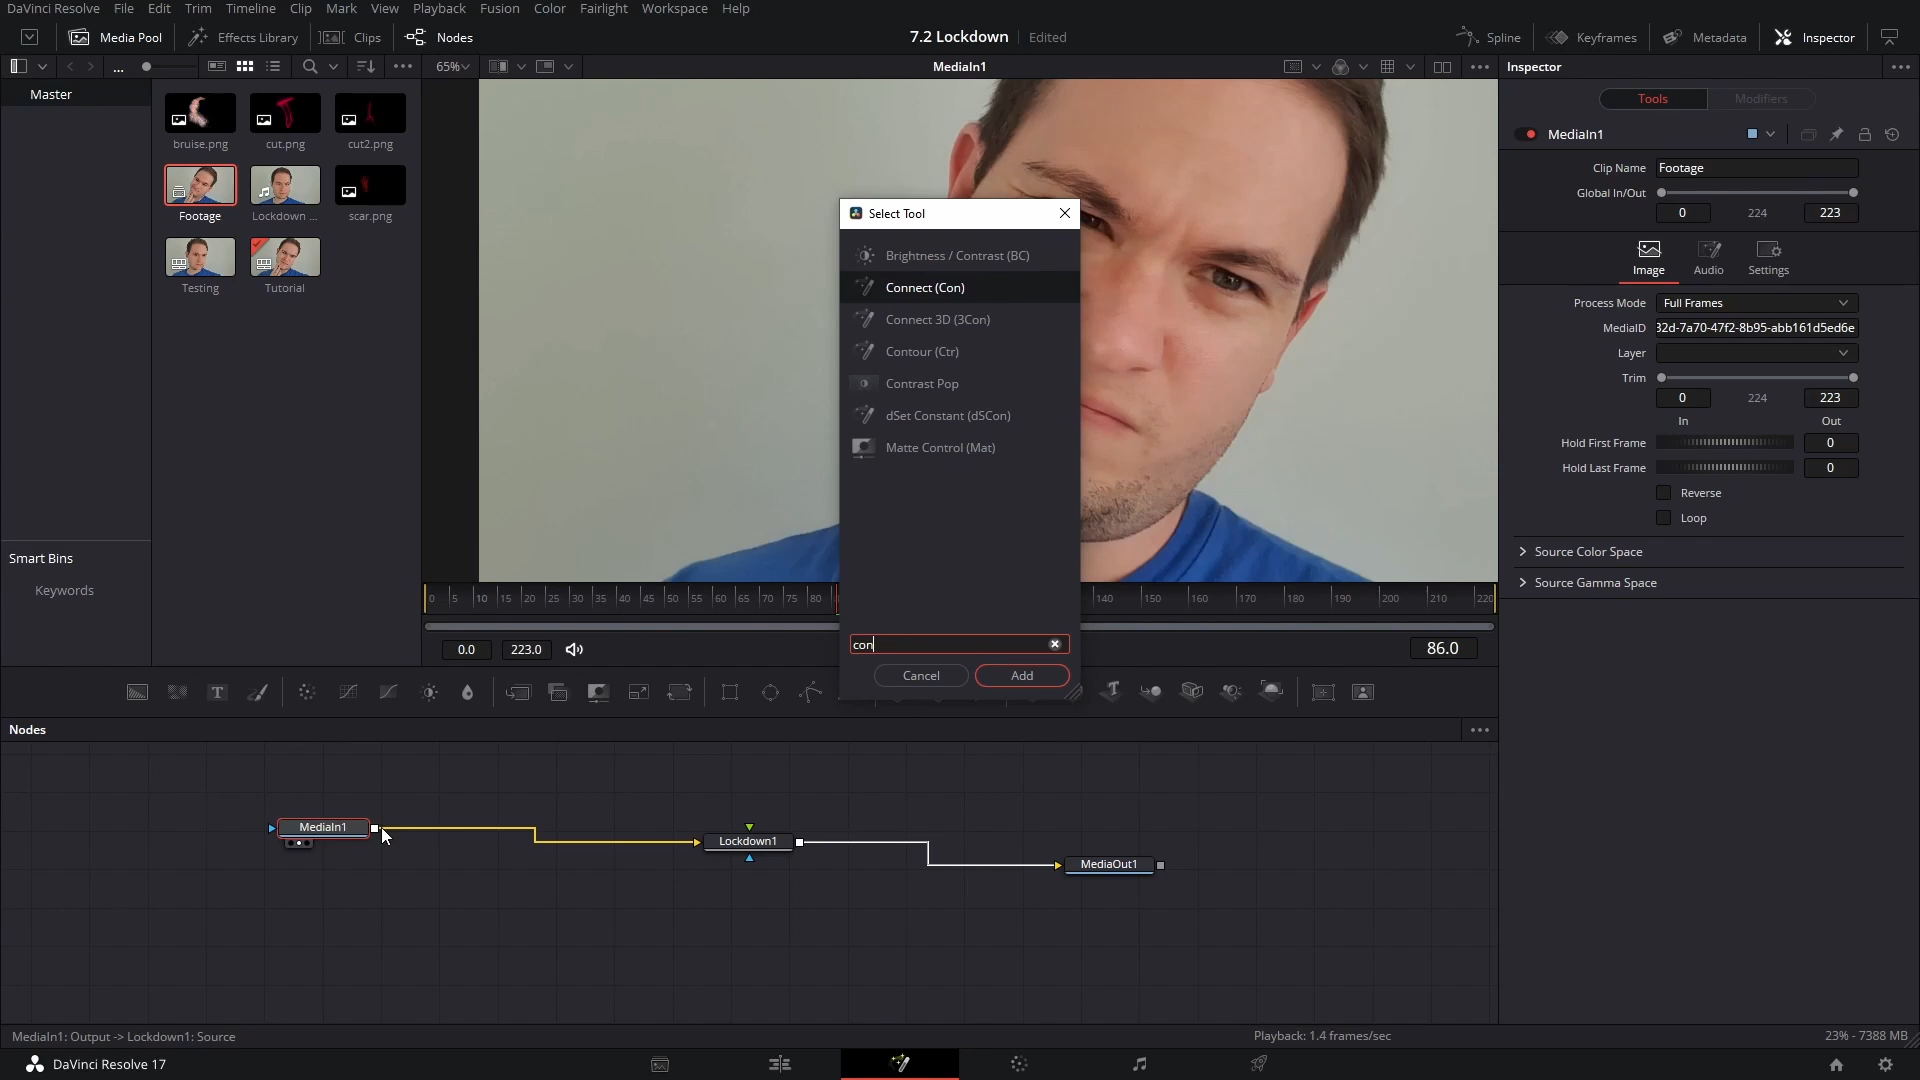 DaVinci Resolve File Edit Trim Timeline Clip Mark View Playback Fusion Color Fairlight Workspace Help
Media Pool Effects Library Clips Nodes 7.2 Lockdown Edited Spline Keyframes Metadata Inspector
... 65% MediaIn1 Inspector
Master
bruise.png cut.png cut2.png
Footage Lockdown ... scar.png
Testing Tutorial
Smart Bins
Keywords
Select Tool
Brightness / Contrast (BC)
Connect (Con)
Connect 3D (3Con)
Contour (Ctr)
Contrast Pop
dSet Constant (dSCon)
Matte Control (Mat)
con
Cancel Add
Tools Modifiers
MediaIn1
Clip Name Footage
Global In/Out
0 224 223
Image Audio Settings
Process Mode Full Frames
MediaID 32d-7a70-47f2-8b95-abb161d5ed6e
Layer
Trim
0 224 223
In Out
Hold First Frame 0
Hold Last Frame 0
Reverse
Loop
Source Color Space
Source Gamma Space
0 5 10 15 20 25 30 35 40 45 50 55 60 65 70 75 80 140 150 160 170 180 190 200 210 220
0.0 223.0 86.0
Nodes
MediaIn1 Lockdown1 MediaOut1
MediaIn1: Output -> Lockdown1: Source Playback: 1.4 frames/sec 23% - 7388 MB
DaVinci Resolve 17